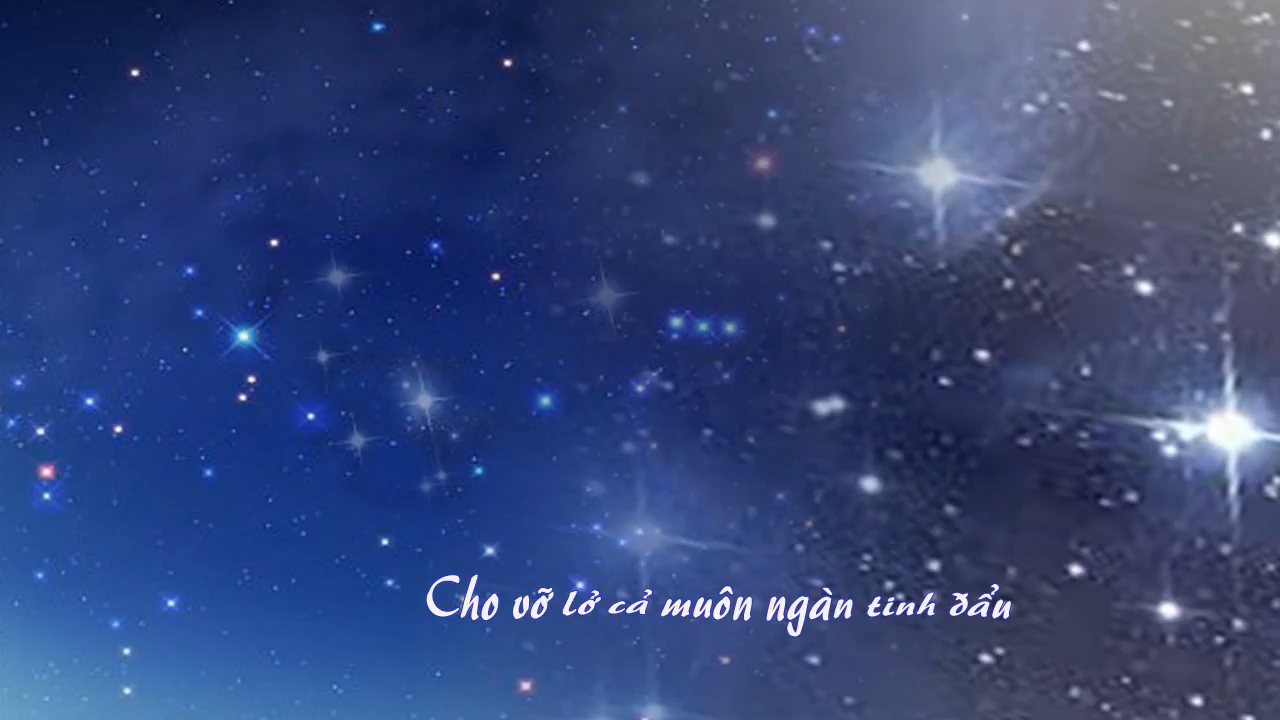 Cho vỡ lở cả muôn ngàn tinh đẩu